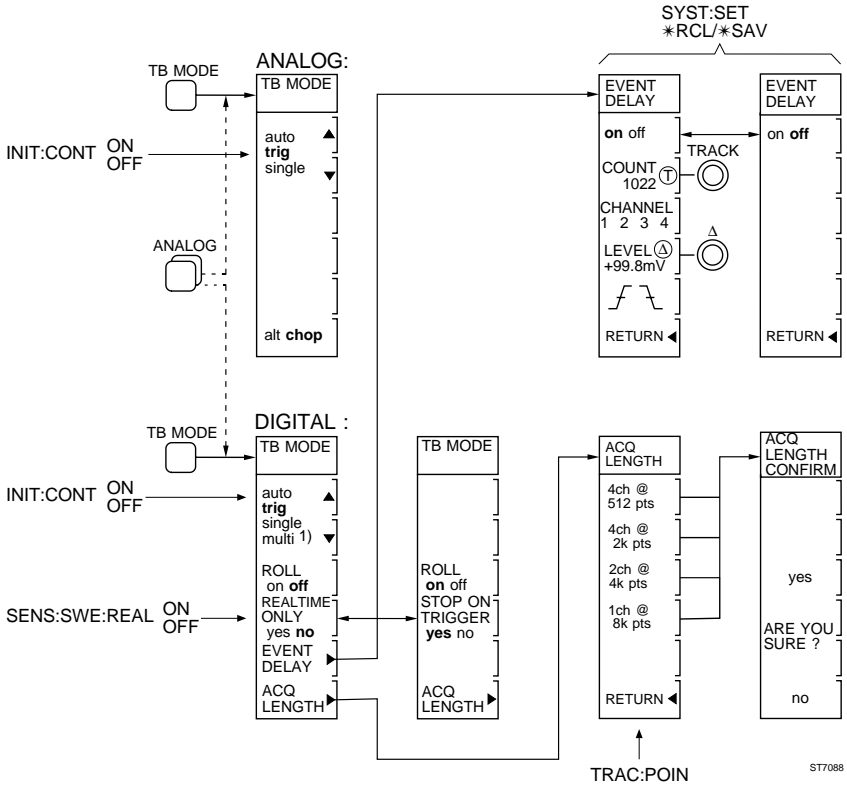 SYST:SET
✳RCL/✳SAV
ANALOG:
TB MODE
TB MODE
auto
trig
single
alt chop
INIT:CONT ON
OFF
ANALOG
EVENT
DELAY
on off
COUNT
1022 T
TRACK
CHANNEL
1 2 3 4
LEVEL Δ
+99.8mV
Δ
RETURN
EVENT
DELAY
on off
RETURN
DIGITAL :
TB MODE
TB MODE
auto
trig
single
multi 1)
ROLL
on off
REALTIME
ONLY
yes no
EVENT
DELAY
ACQ
LENGTH
INIT:CONT ON
OFF
SENS:SWE:REAL ON
OFF
TB MODE
ROLL
on off
STOP ON
TRIGGER
yes no
ACQ
LENGTH
ACQ
LENGTH
4ch @
512 pts
4ch @
2k pts
2ch @
4k pts
1ch @
8k pts
RETURN
TRAC:POIN
ACQ
LENGTH
CONFIRM
yes
ARE YOU
SURE ?
no
ST7088